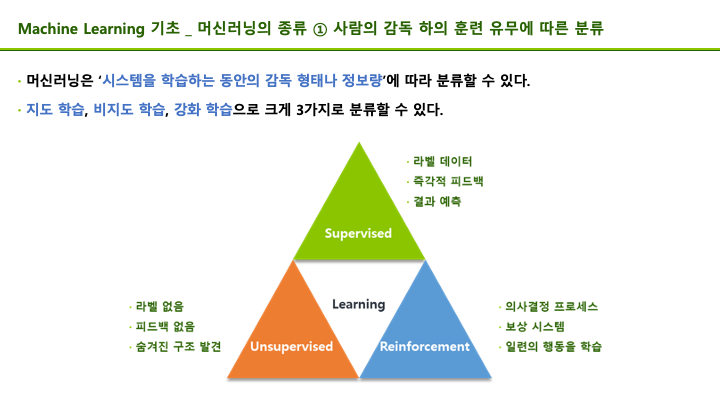 Machine Learning 기초 _ 머신러닝의 종류 ① 사람의 감독 하의 훈련 유무에 따른 분류
· 머신러닝은 ‘시스템을 학습하는 동안의 감독 형태나 정보량’에 따라 분류할 수 있다.
· 지도 학습, 비지도 학습, 강화 학습으로 크게 3가지로 분류할 수 있다.
· 라벨 데이터
· 즉각적 피드백
· 결과 예측
Supervised
Learning
· 라벨 없음
· 피드백 없음
· 숨겨진 구조 발견
Unsupervised
Reinforcement
· 의사결정 프로세스
· 보상 시스템
· 일련의 행동을 학습